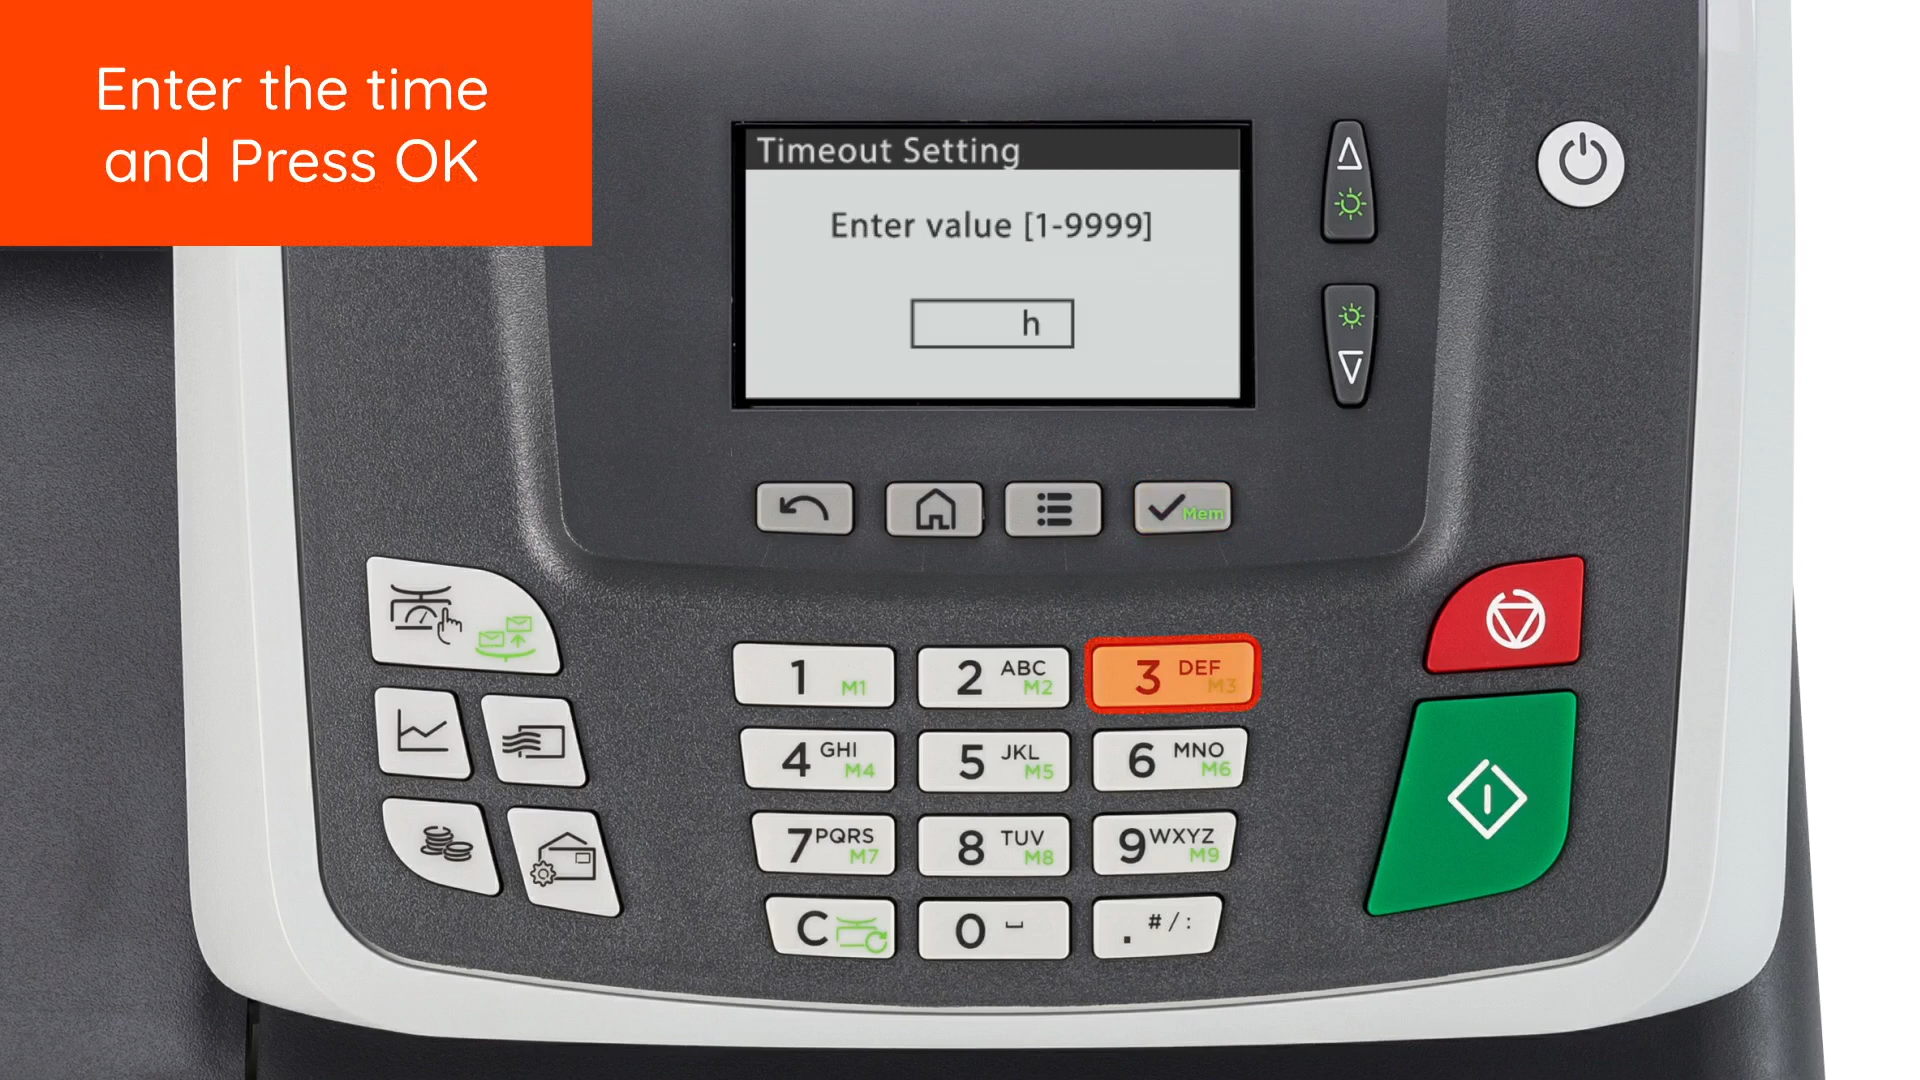 Enter the time
and Press OK
Timeout Setting
Enter value [1-9999]
h
Mem
1 M1
2 ABC M2
3 DEF M3
4 GHI M4
5 JKL M5
6 MNO M6
7 PQRS M7
8 TUV M8
9 WXYZ M9
C
0 ⎵
. # / :